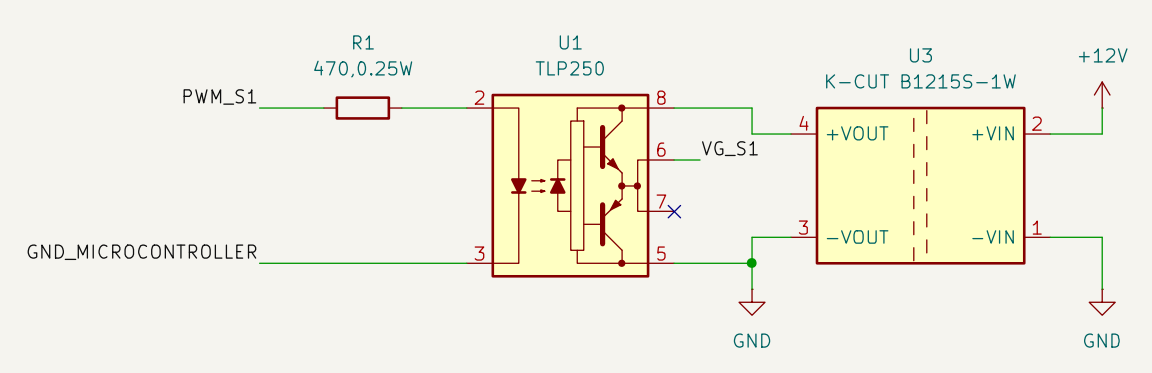 R1
470,0.25W
U1
TLP250
U3
K-CUT B1215S-1W
+12V
PWM_S1
2
8
4
+VOUT
+VIN
2
6
VG_S1
7
3
-VOUT
-VIN
1
GND_MICROCONTROLLER
3
5
GND
GND